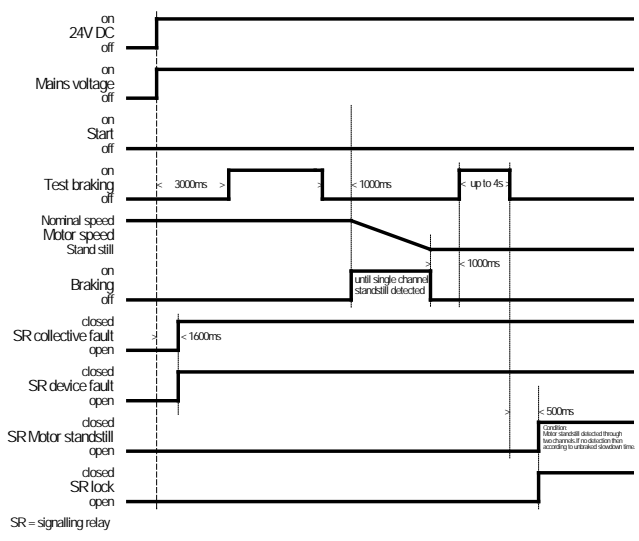 on
24V DC
off
on
Mains voltage
off
on
Start
off
on
Test braking
off
< 3000ms >
> < 1000ms
< up to 4s >
Nominal speed
Motor speed
Stand still
> < 1000ms
on
Braking
off
until single channel
standstill detected
closed
SR collective fault
open
> < 1600ms
closed
SR device fault
open
closed
SR Motor standstill
open
> < 500ms
Condition:
Motor standstill detected through
two channels. If no detection then
according to unbraked slowdown time.
closed
SR lock
open
SR = signalling relay